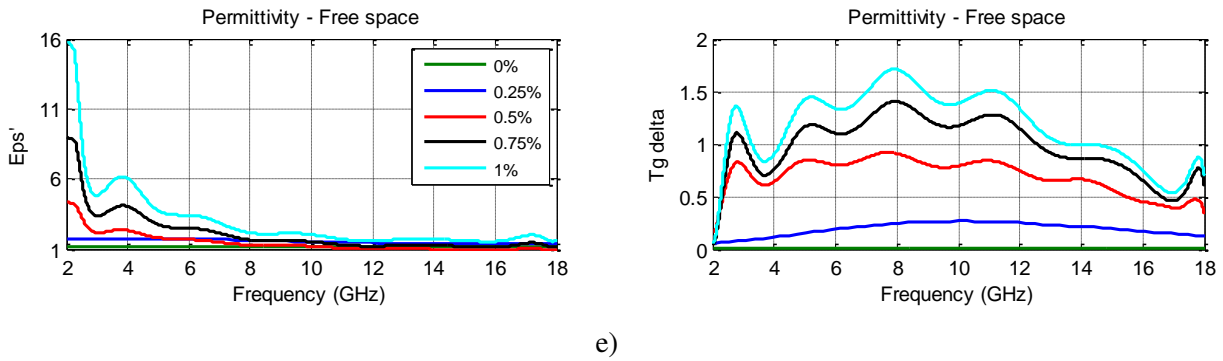 Permittivity - Free space
16
11
6
1
Eps'
0%
0.25%
0.5%
0.75%
1%
2 4 6 8 10 12 14 16 18
Frequency (GHz)
Permittivity - Free space
2
1.5
1
0.5
0
Tg delta
2 4 6 8 10 12 14 16 18
Frequency (GHz)
e)